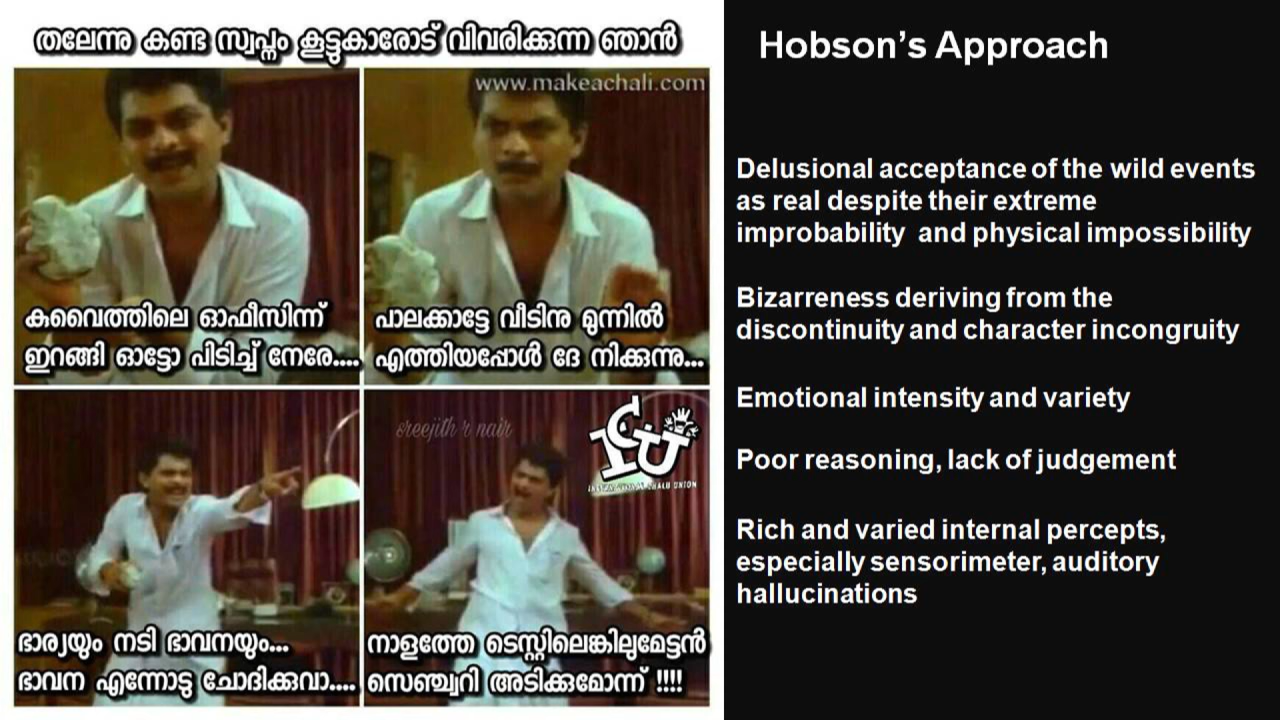 തലേന്നു കണ്ട സ്വപ്നം കൂട്ടുകാരോട് വിവരിക്കുന്ന ഞാൻ
www.makeachali.com
കുവൈത്തിലെ ഓഫീസിന്ന്
ഇറങ്ങി ഓട്ടോ പിടിച്ച് നേരേ....
പാലക്കാട്ടേ വീടിനു മുന്നിൽ
എത്തിയപ്പോൾ ദേ നിക്കുന്നു...
ഭാര്യയും നടി ഭാവനയും...
ഭാവന എന്നോടു ചോദിക്കുവാ....
sreejith r nair
ICU
നാളത്തേ ടെസ്റ്റിലെങ്കിലുമേട്ടൻ
സെഞ്ച്വറി അടിക്കുമോന്ന് !!!!
Hobson's Approach
Delusional acceptance of the wild events
as real despite their extreme
improbability and physical impossibility
Bizarreness deriving from the
discontinuity and character incongruity
Emotional intensity and variety
Poor reasoning, lack of judgement
Rich and varied internal percepts,
especially sensorimeter, auditory
hallucinations